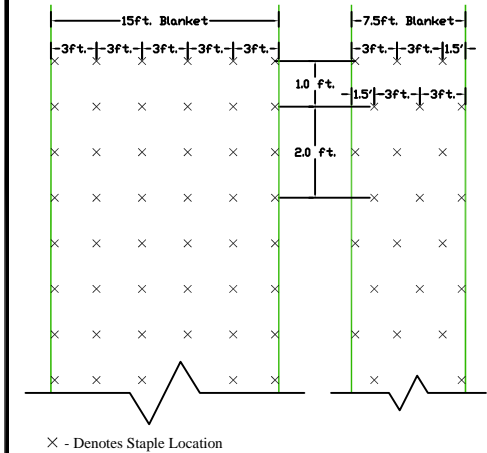 15ft. Blanket
7.5ft. Blanket
3ft. 3ft. 3ft. 3ft. 3ft.
3ft. 3ft. 1.5'
1.0 ft.
1.5' 3ft. 3ft.
2.0 ft.
× - Denotes Staple Location